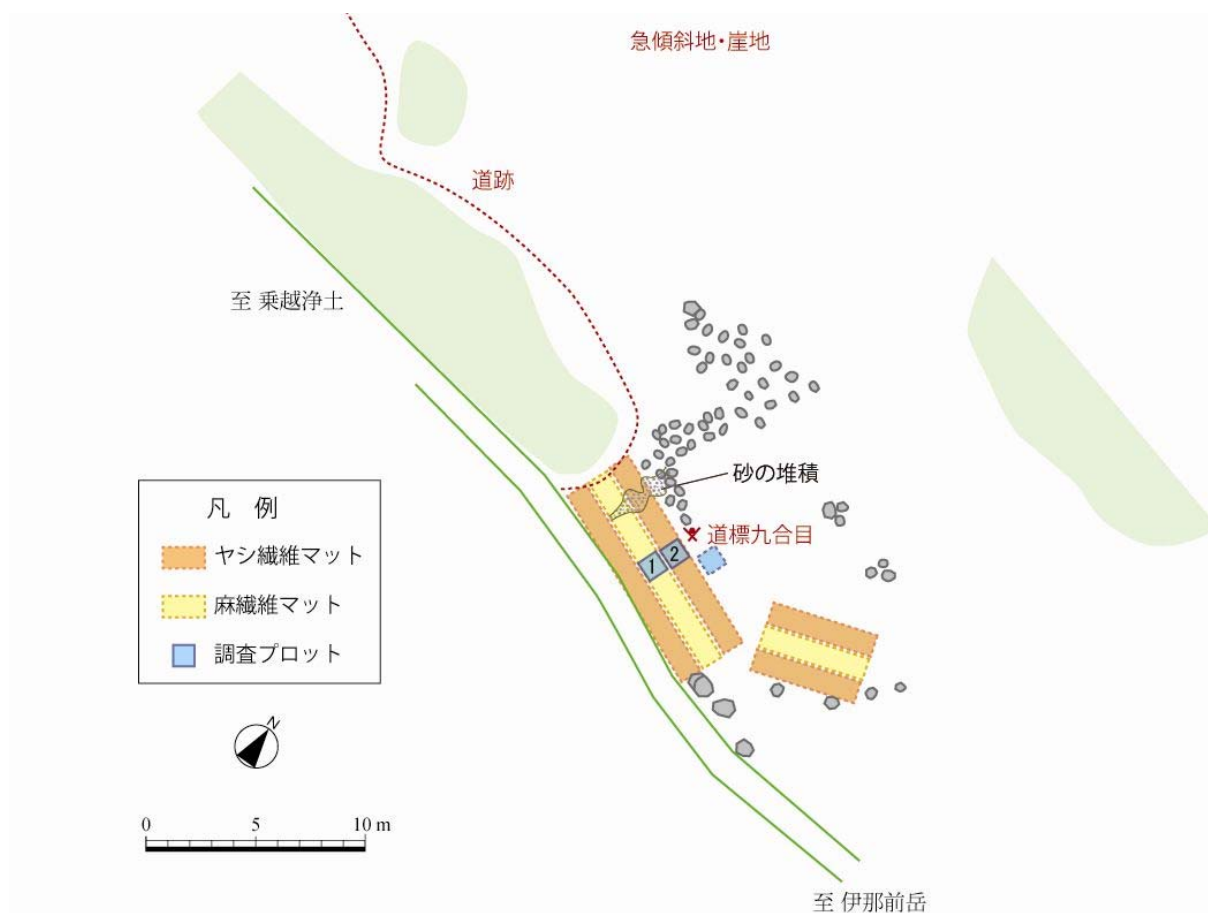 急傾斜地・崖地
道跡
至 乗越浄土
砂の堆積
道標九合目
1
2
凡 例
ヤシ繊維マット
麻繊維マット
調査プロット
N
0 5 10 m
至 伊那前岳